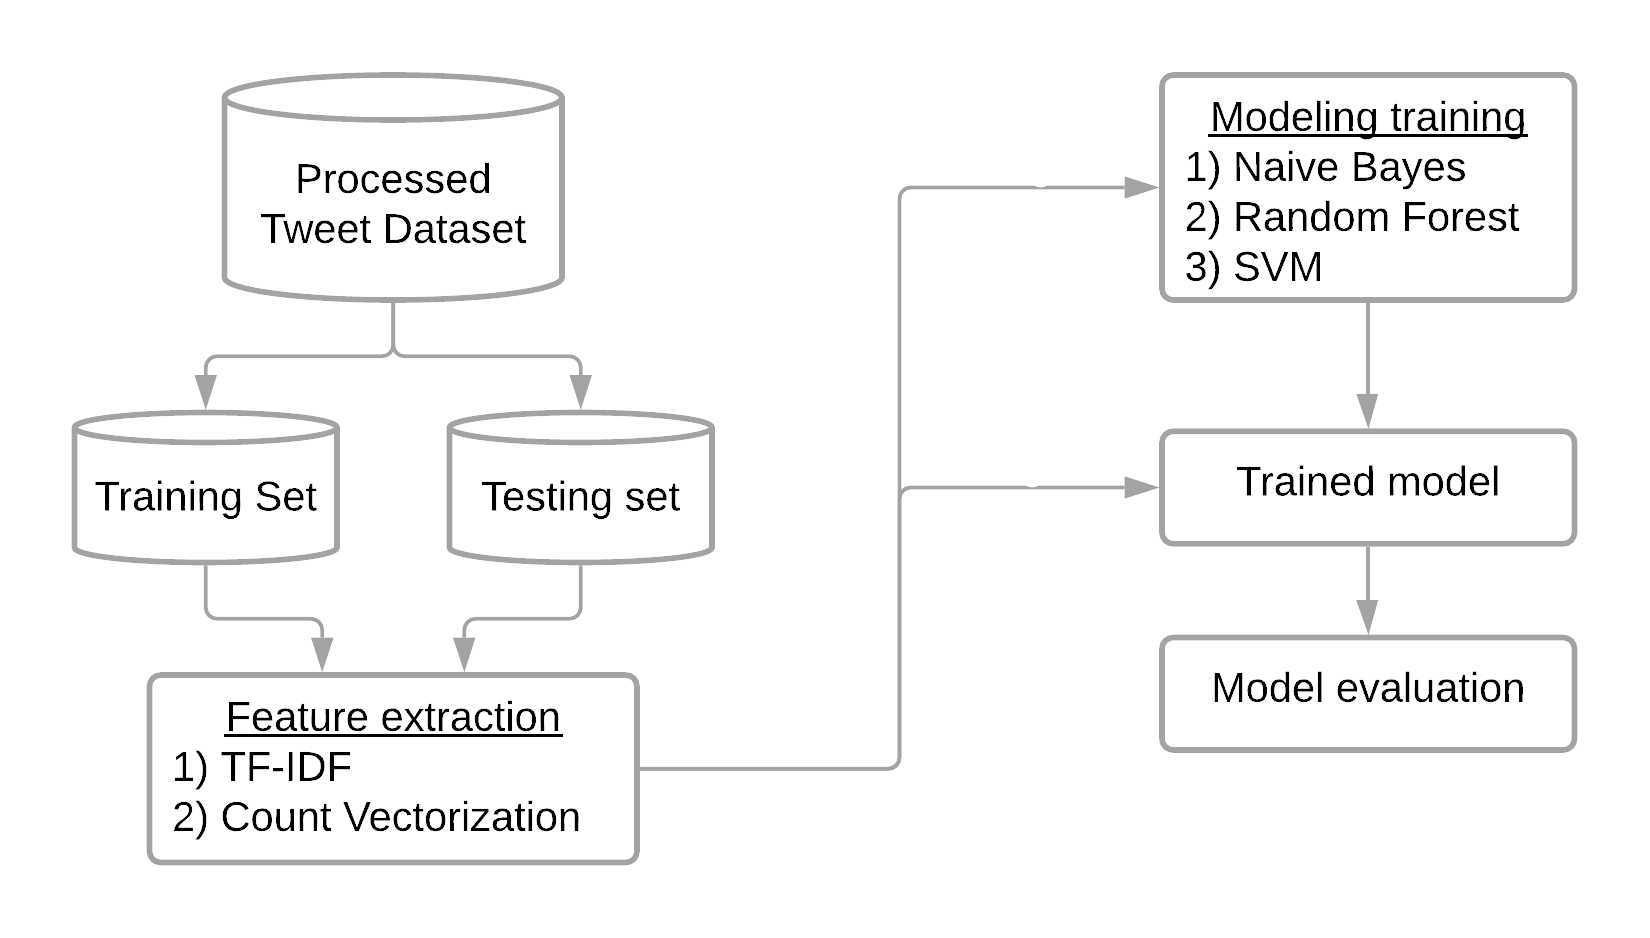 Processed
Tweet Dataset
Training Set
Testing set
Feature extraction
1) TF-IDF
2) Count Vectorization
Modeling training
1) Naive Bayes
2) Random Forest
3) SVM
Trained model
Model evaluation